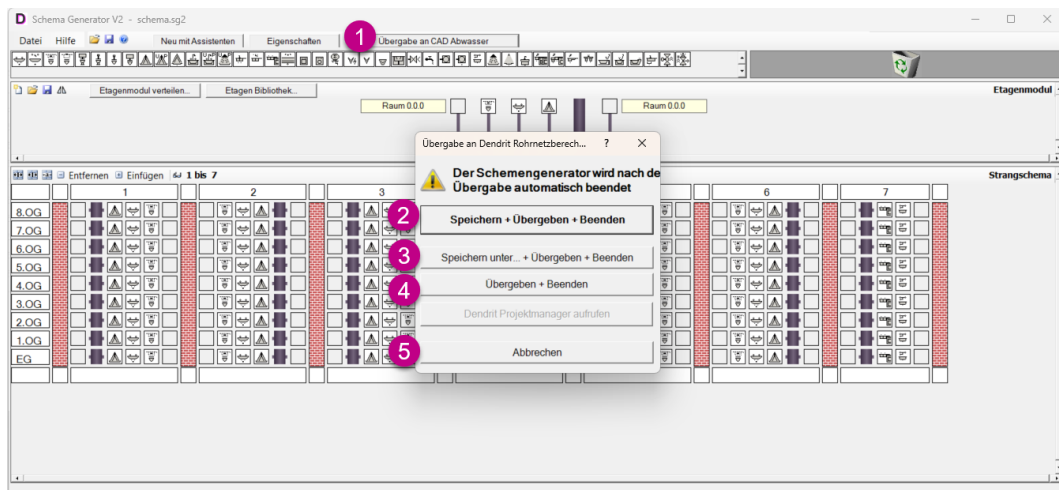 D Schema Generator V2 - schema.sg2
Datei Hilfe Neu mit Assistenten Eigenschaften 1 Übergabe an CAD Abwasser
Etagenmodul verteilen... Etagen Bibliothek... Etagenmodul
Raum 0.0.0 Raum 0.0.0
Übergabe an Dendrit Rohrnetzberech... ? X
Der Schemengenerator wird nach de
Übergabe automatisch beendet
2 Speichern + Übergeben + Beenden
3 Speichern unter... + Übergeben + Beenden
4 Übergeben + Beenden
Dendrit Projektmanager aufrufen
5 Abbrechen
Entfernen Einfügen 1 bis 7 Strangschema
1 2 3 6 7
8.OG
7.OG
6.OG
5.OG
4.OG
3.OG
2.OG
1.OG
EG